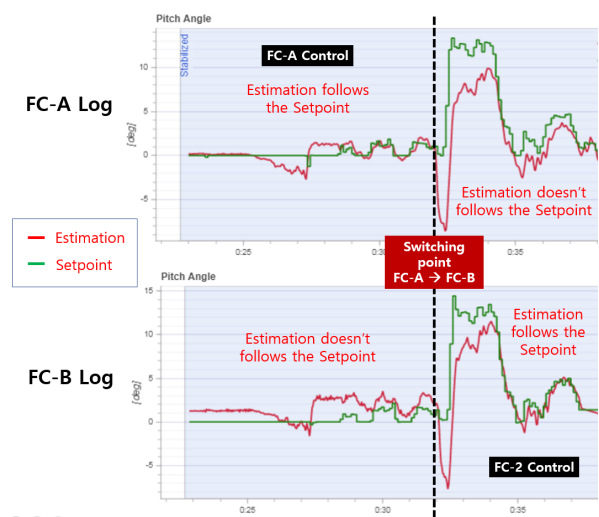 Pitch Angle
Stabilized
FC-A Control
Estimation follows
the Setpoint
FC-A Log
10
5
0
-5
[deg]
Estimation doesn't
follows the Setpoint
0:25
0:30
0:35
Estimation
Setpoint
Switching
point
FC-A → FC-B
Pitch Angle
15
10
5
0
-5
[deg]
Estimation doesn't
follows the Setpoint
Estimation
follows the
Setpoint
FC-B Log
FC-2 Control
0:25
0:30
0:35